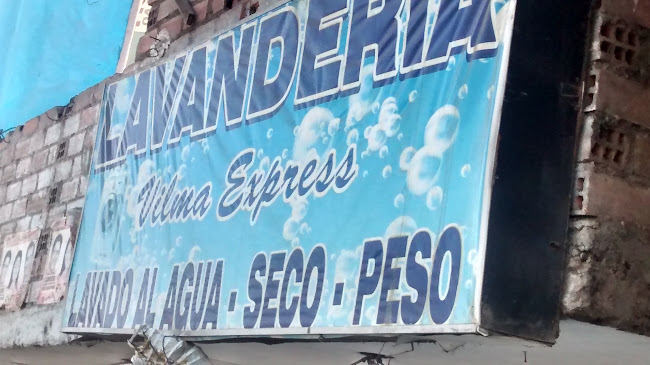 LAVANDERIA
Vilma Express
LAVADO AL AGUA - SECO - PESO